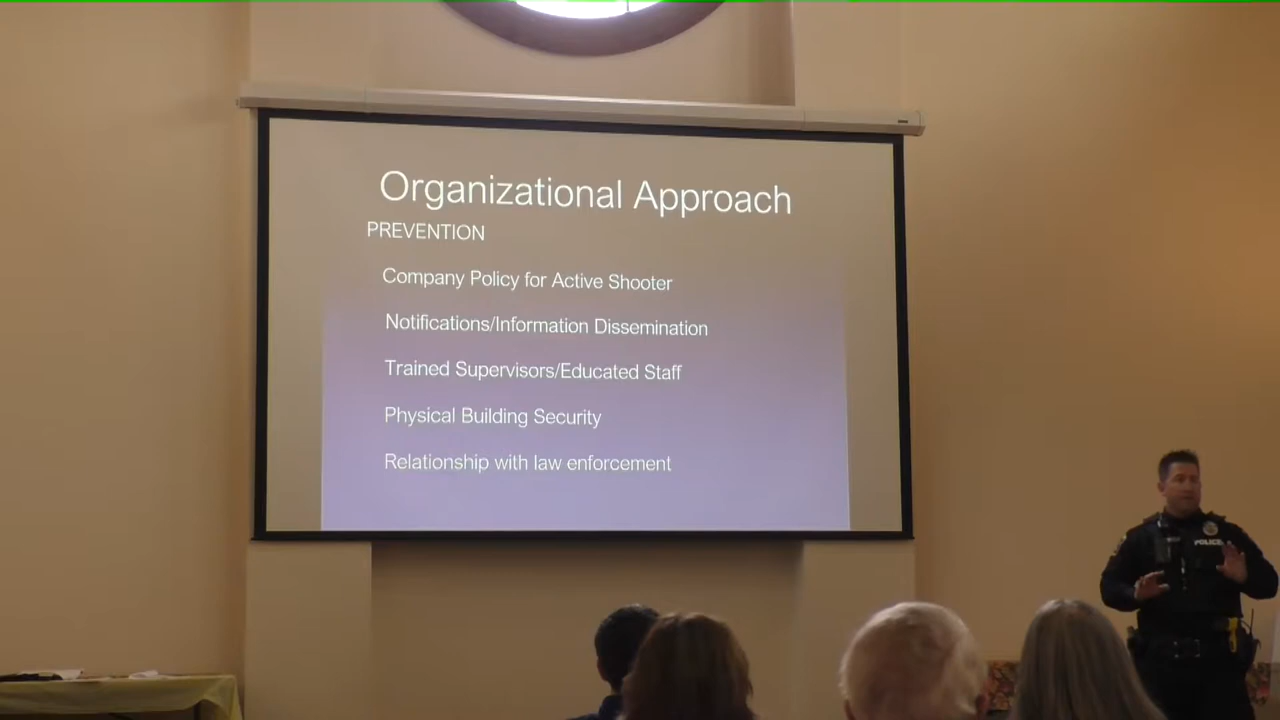 Organizational Approach
PREVENTION
Company Policy for Active Shooter
Notifications/Information Dissemination
Trained Supervisors/Educated Staff
Physical Building Security
Relationship with law enforcement
POLICE